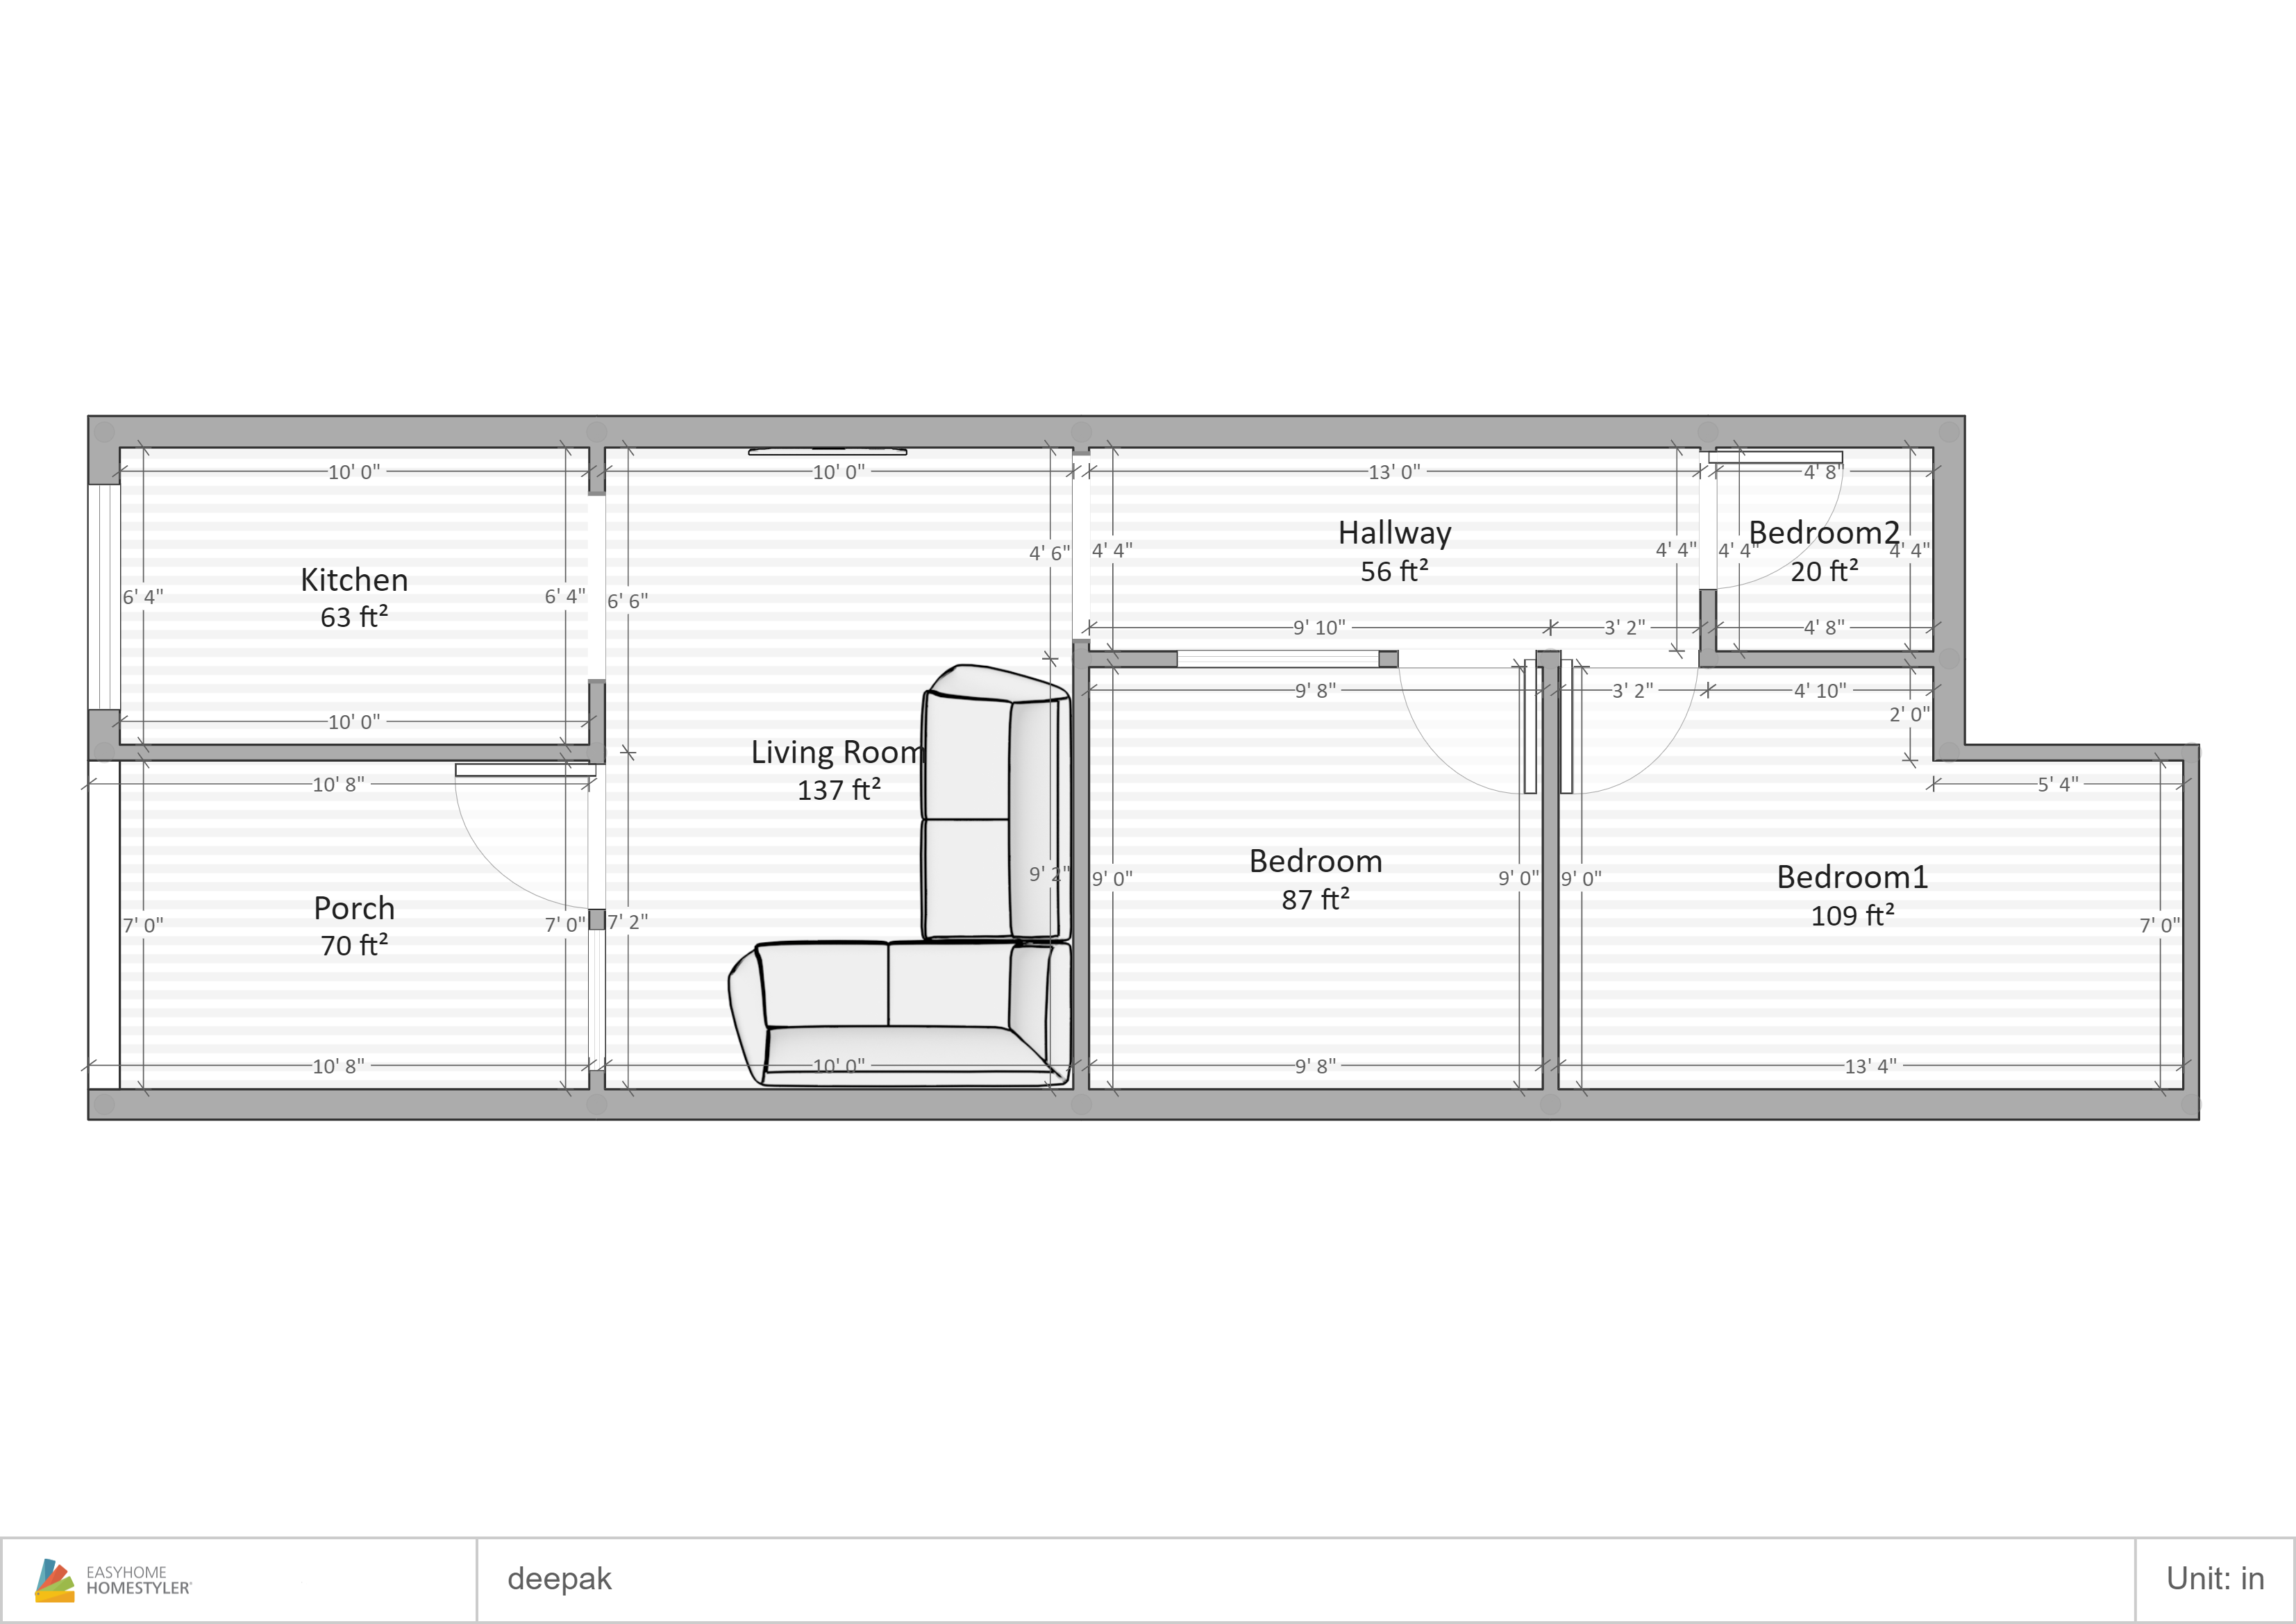 10' 0"
10' 0"
13' 0"
4' 8"
Hallway
56 ft²
Bedroom2
20 ft²
4' 6"
4' 4"
4' 4"
4' 4"
4' 4"
Kitchen
63 ft²
6' 4"
6' 4"
6' 6"
9' 10"
3' 2"
4' 8"
9' 8"
3' 2"
4' 10"
2' 0"
10' 0"
Living Room
137 ft²
10' 8"
5' 4"
Bedroom
87 ft²
9' 2"
9' 0"
9' 0"
9' 0"
Bedroom1
109 ft²
Porch
70 ft²
7' 0"
7' 0"
7' 2"
7' 0"
10' 8"
10' 0"
9' 8"
13' 4"
EASYHOME
HOMESTYLER
deepak
Unit: in